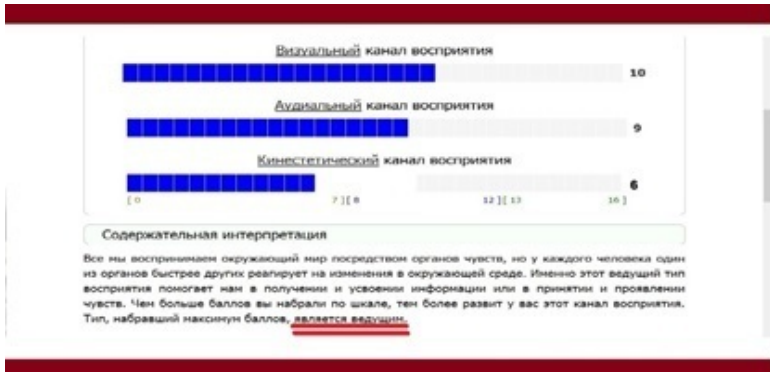 Визуальный канал восприятия
10
Аудиальный канал восприятия
9
Кинестетический канал восприятия
6
[ 0 7 ][ 8 12 ][ 13 16 ]
Содержательная интерпретация
Все мы воспринимаем окружающий мир посредством органов чувств, но у каждого человека один
из органов быстрее других реагирует на изменения в окружающей среде. Именно этот ведущий тип
восприятия помогает нам в получении и усвоении информации или в принятии и проявлении
чувств. Чем больше баллов вы набрали по шкале, тем более развит у вас этот канал восприятия.
Тип, набравший максимум баллов, является ведущим.